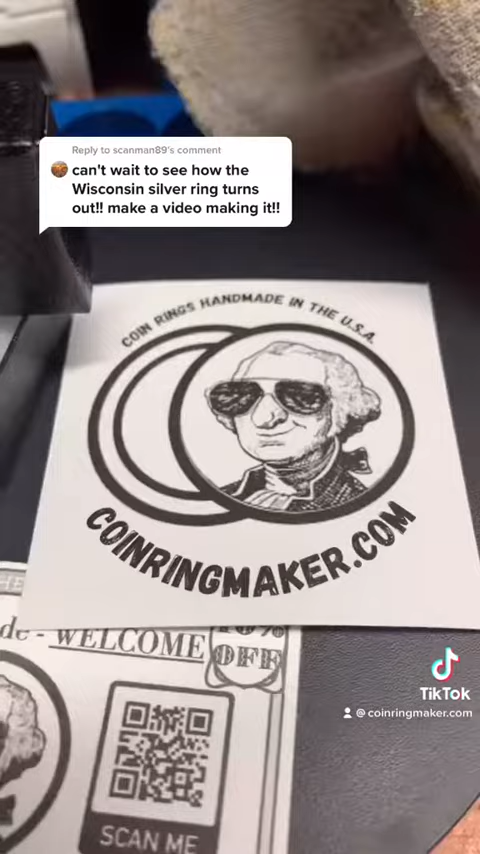 Reply to scanman89's comment
can't wait to see how the
Wisconsin silver ring turns
out!! make a video making it!!
COIN RINGS HANDMADE IN THE U.S.A.
COINRINGMAKER.COM
WELCOME
OFF
SCAN ME
TikTok
@ coinringmaker.com